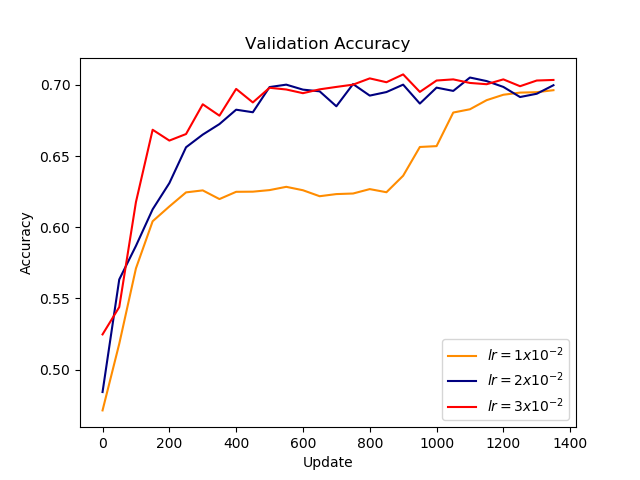 Validation Accuracy
Accuracy
0.70
0.65
0.60
0.55
0.50
lr = 1x10⁻²
lr = 2x10⁻²
lr = 3x10⁻²
0 200 400 600 800 1000 1200 1400
Update